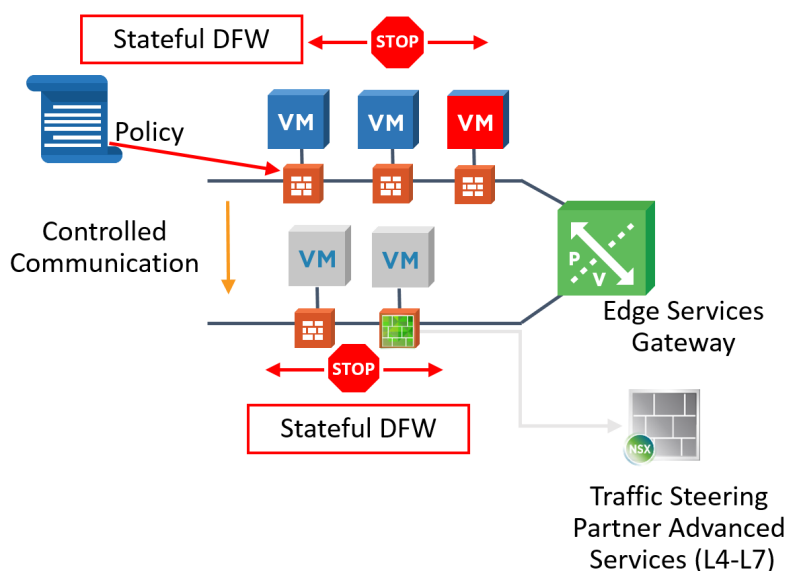 Stateful DFW
STOP
Policy
VM
VM
VM
Controlled
Communication
VM
VM
P
V
Edge Services
Gateway
STOP
Stateful DFW
NSX
Traffic Steering
Partner Advanced
Services (L4-L7)